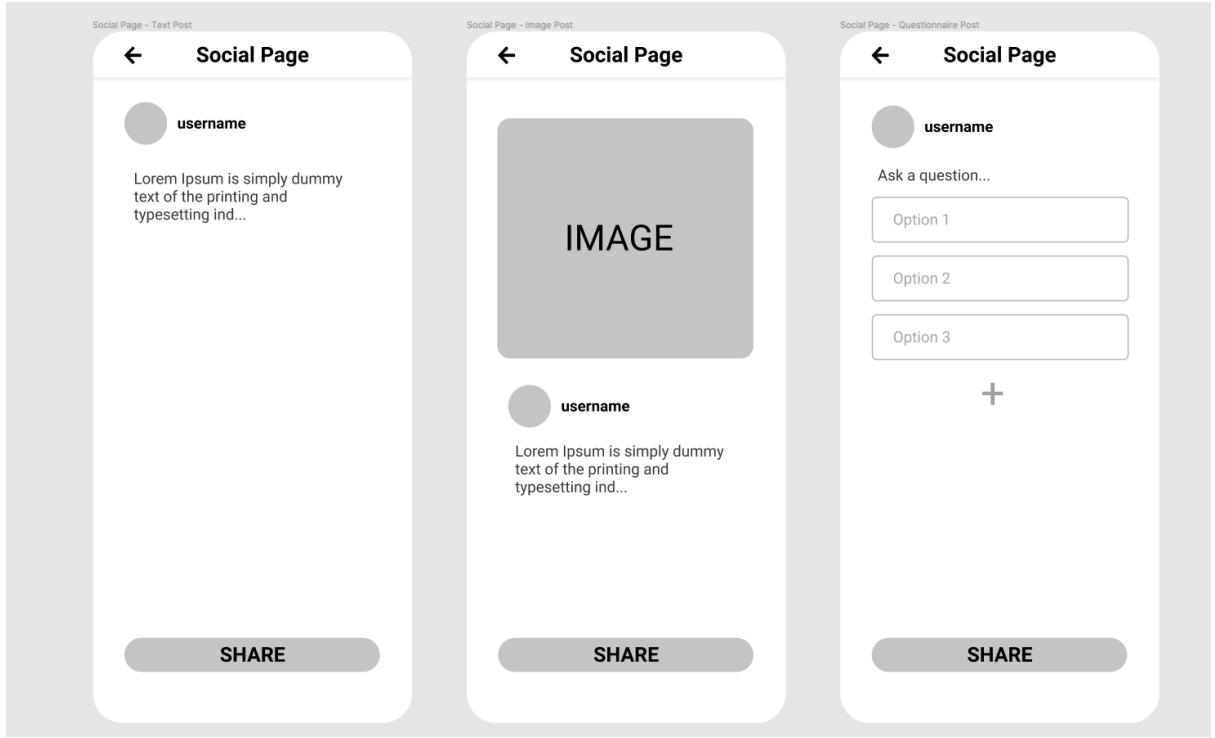 Social Page - Text Post
Social Page
username
Lorem Ipsum is simply dummy
text of the printing and
typesetting ind...
SHARE
Social Page - Image Post
Social Page
IMAGE
username
Lorem Ipsum is simply dummy
text of the printing and
typesetting ind...
SHARE
Social Page - Questionnaire Post
Social Page
username
Ask a question...
Option 1
Option 2
Option 3
SHARE